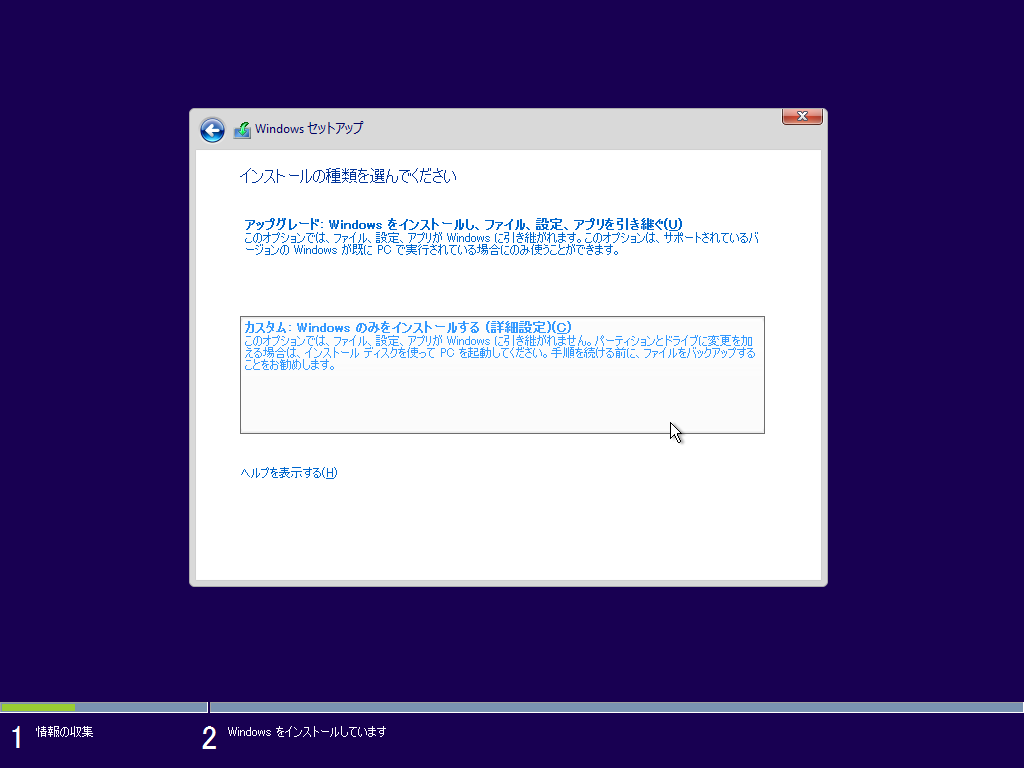 Windows セットアップ
インストールの種類を選んでください
アップグレード: Windows をインストールし、ファイル、設定、アプリを引き継ぐ(U)
このオプションでは、ファイル、設定、アプリが Windows に引き継がれます。このオプションは、サポートされているバ
ージョンの Windows が既に PC で実行されている場合にのみ使うことができます。
カスタム: Windows のみをインストールする (詳細設定)(C)
このオプションでは、ファイル、設定、アプリが Windows に引き継がれません。パーティションとドライブに変更を加
える場合は、インストール ディスクを使って PC を起動してください。手順を続ける前に、ファイルをバックアップする
ことをお勧めします。
ヘルプを表示する(H)
1 情報の収集
2 Windows をインストールしています